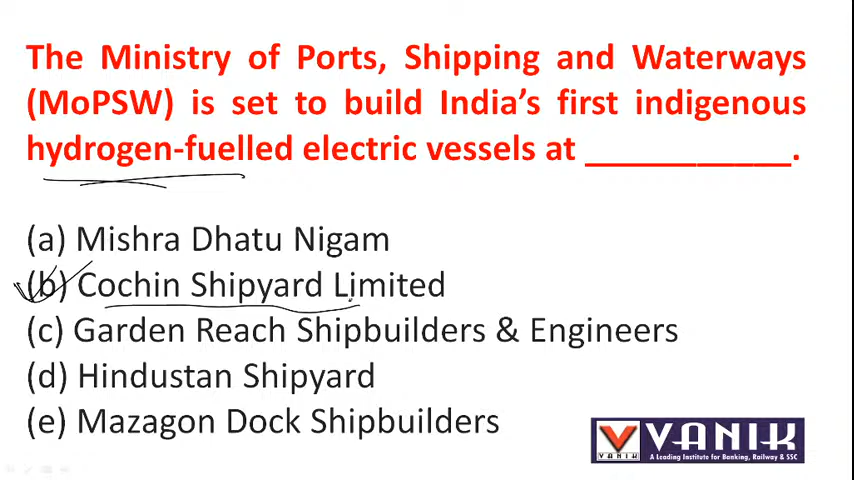 The Ministry of Ports, Shipping and Waterways
(MoPSW) is set to build India's first indigenous
hydrogen-fuelled electric vessels at ___________.
(a) Mishra Dhatu Nigam
(b) Cochin Shipyard Limited
(c) Garden Reach Shipbuilders & Engineers
(d) Hindustan Shipyard
(e) Mazagon Dock Shipbuilders
VANIK
VANIK
A Leading Institute for Banking, Railway & SSC